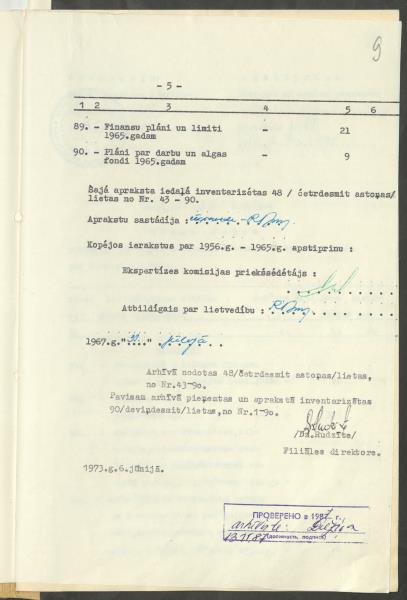 9
- 5 -
1 2 3 4 5 6
89. - Finansu plāni un limiti - 21
1965.gadam
90. - Plāni par darbu un algas
fondi 1965.gadam - 9
Šajā apraksta iedaļā inventarizētas 48 / četrdesmit astoņas/
lietas no Nr. 43 - 90.
Aprakstu sastādīja :
Kopējos ierakstus par 1956.g. - 1965.g. apstiprinu :
Ekspertīzes komisijas priekšsēdētājs :
Atbildīgais par lietvedību :
1967.g."31" jūlijā
Arhīvā nodotas 48/četrdesmit astoņas/lietas,
no Nr.43-90.
Pavisam arhīvā pieņemtas un aprakstā inventarizētas
90/deviņdesmit/lietas, no Nr.1-90.
/Dz.Rudzīte/
Filiāles direktore.
1973.g.6.jūnijā.
ПРОВЕРЕНО в 1987 г.
(должность, подпись)